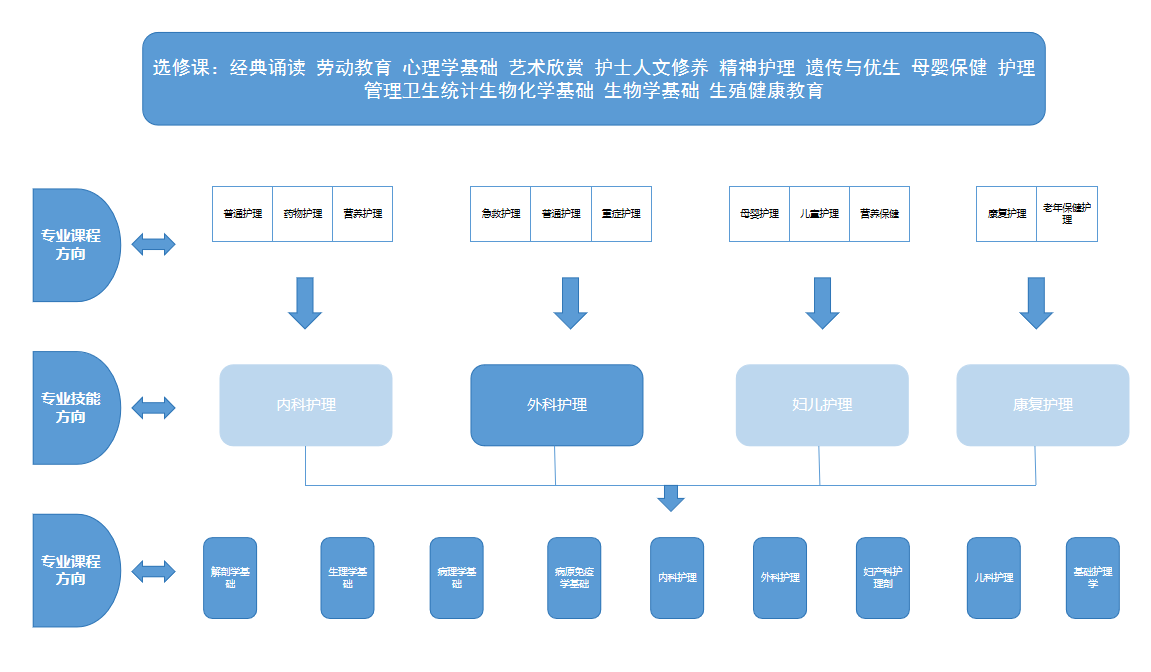 选修课：经典诵读 劳动教育 心理学基础 艺术欣赏 护士人文修养 精神护理 遗传与优生 母婴保健 护理
管理卫生统计生物化学基础 生物学基础 生殖健康教育
专业课程
方向
普通护理 药物护理 营养护理
急救护理 普通护理 重症护理
母婴护理 儿童护理 营养保健
康复护理
老年保健护
理
专业技能
方向
内科护理
外科护理
妇儿护理
康复护理
专业课程
方向
解剖学基
础
生理学基
础
病理学基
础
病原免疫
学基础
内科护理
外科护理
妇产科护
理剖
儿科护理
基础护理
学